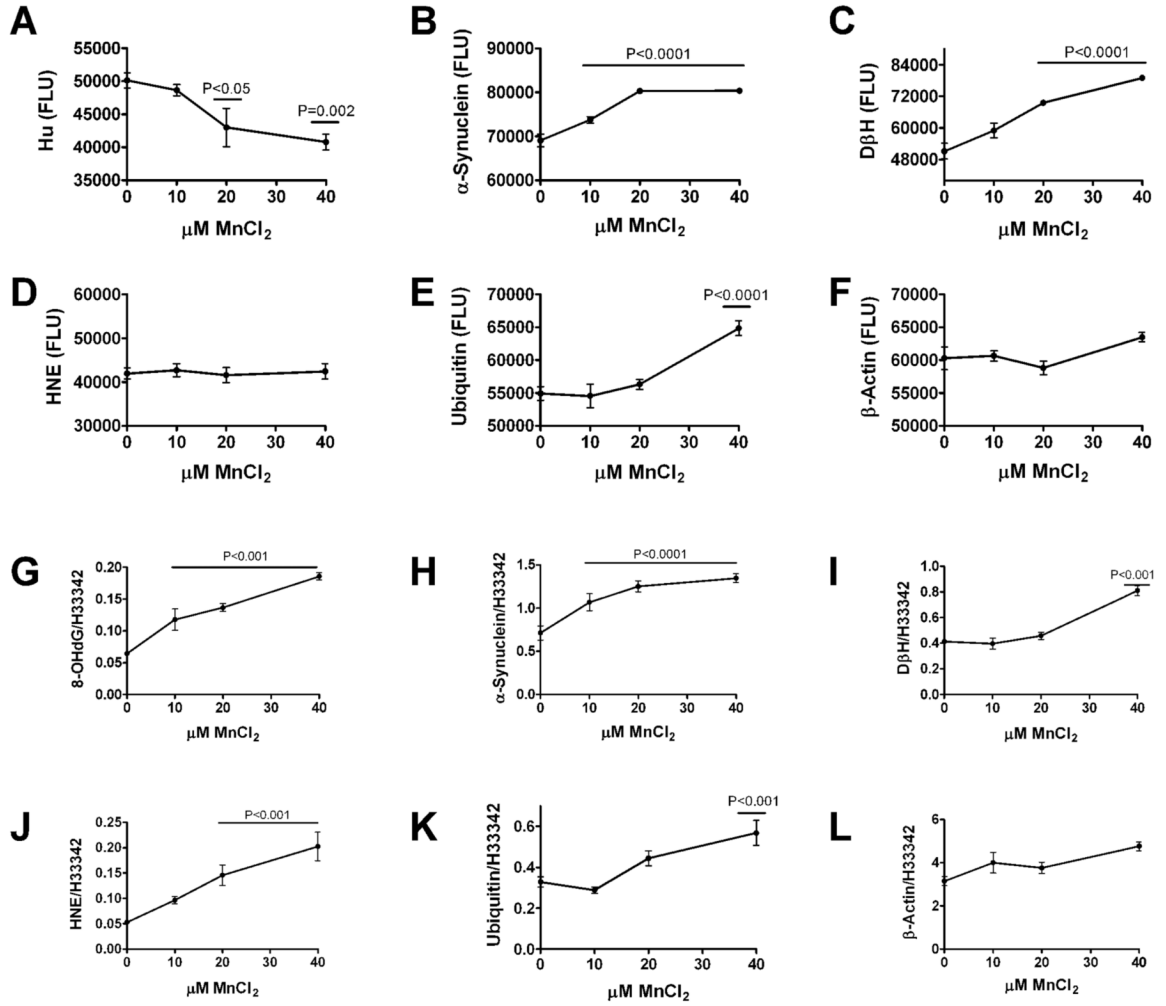 A
Hu (FLU)
55000
50000
45000
40000
35000
P<0.05
P=0.002
0 10 20 30 40
μM MnCl₂
B
α-Synuclein (FLU)
90000
80000
70000
60000
P<0.0001
0 10 20 30 40
μM MnCl₂
C
DβH (FLU)
84000
72000
60000
48000
P<0.0001
0 10 20 30 40
μM MnCl₂
D
HNE (FLU)
60000
50000
40000
30000
0 10 20 30 40
μM MnCl₂
E
Ubiquitin (FLU)
70000
65000
60000
55000
50000
P<0.0001
0 10 20 30 40
μM MnCl₂
F
β-Actin (FLU)
70000
65000
60000
55000
50000
0 10 20 30 40
μM MnCl₂
G
8-OHdG/H33342
0.20
0.15
0.10
0.05
0.00
P<0.001
0 10 20 30 40
μM MnCl₂
H
α-Synuclein/H33342
1.5
1.0
0.5
0.0
P<0.0001
0 10 20 30 40
μM MnCl₂
I
DβH/H33342
1.0
0.8
0.6
0.4
0.2
0.0
P<0.001
0 10 20 30 40
μM MnCl₂
J
HNE/H33342
0.25
0.20
0.15
0.10
0.05
0.00
P<0.001
0 10 20 30 40
μM MnCl₂
K
Ubiquitin/H33342
0.6
0.4
0.2
0.0
P<0.001
0 10 20 30 40
μM MnCl₂
L
β-Actin/H33342
6
4
2
0
0 10 20 30 40
μM MnCl₂